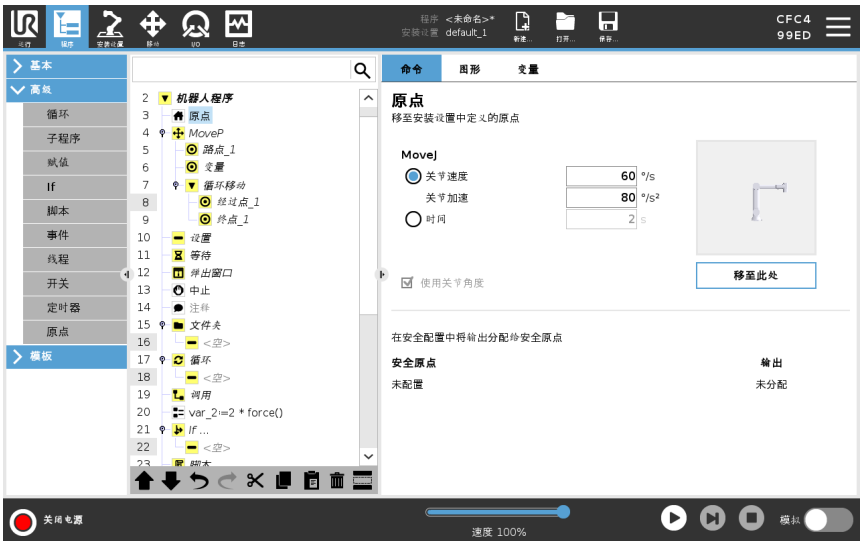 UR
运行 程序 安装设置 移动 I/O 日志
程序 <未命名>*
安装设置 default_1
新建... 打开... 保存...
CFC4
99ED
基本
高级
循环
子程序
赋值
If
脚本
事件
线程
开关
定时器
原点
模板
2 机器人程序
3 原点
4 MoveP
5 路点_1
6 变量
7 循环移动
8 经过点_1
9 终点_1
10 设置
11 等待
12 弹出窗口
13 中止
14 注释
15 文件夹
16 <空>
17 循环
18 <空>
19 调用
20 var_2:=2 * force()
21 If ...
22 <空>
23 脚本
命令 图形 变量
原点
移至安装设置中定义的原点
MoveJ
关节速度 60 °/s
关节加速 80 °/s²
时间 2 s
使用关节角度
移至此处
在安全配置中将输出分配给安全原点
安全原点 输出
未配置 未分配
关闭电源
速度 100%
模拟